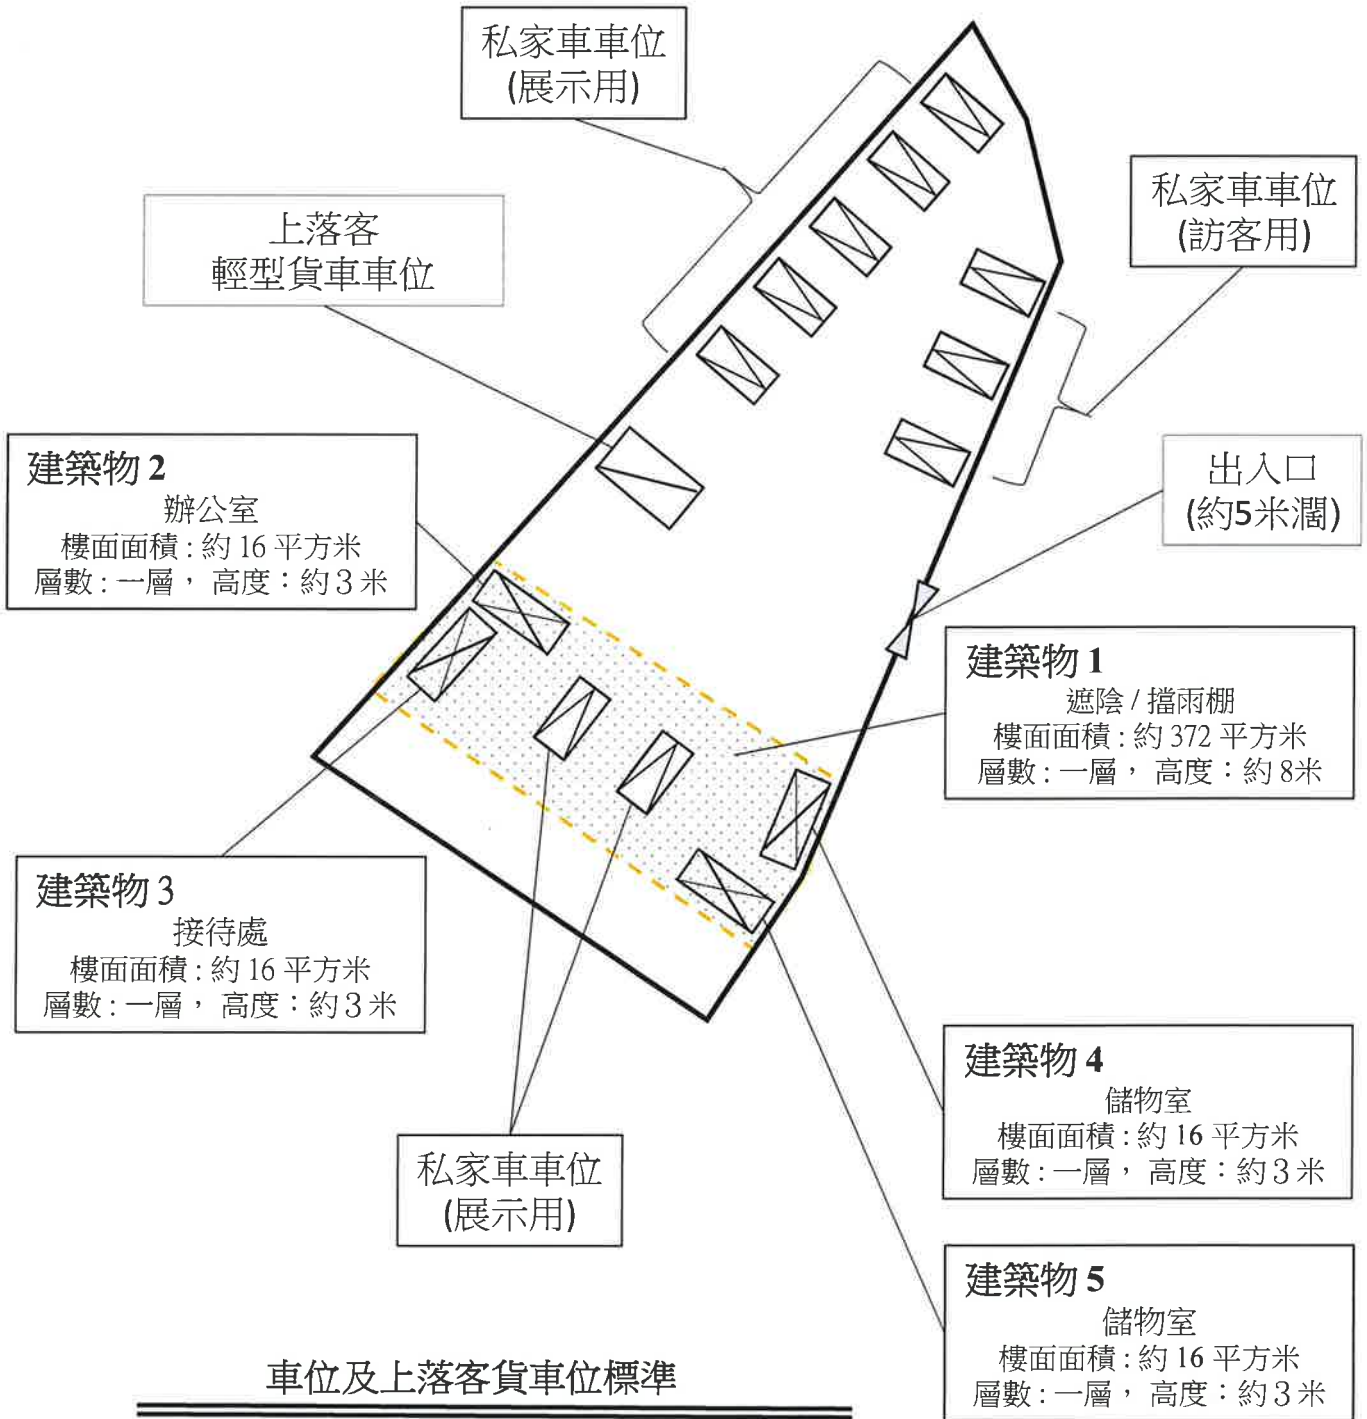 私家車車位
(展示用)
私家車車位
(訪客用)
上落客
輕型貨車車位
建築物 2
辦公室
樓面面積 : 約 16 平方米
層數 : 一層， 高度：約 3 米
出入口
(約5米濶)
建築物 1
遮陰 / 擋雨棚
樓面面積 : 約 372 平方米
層數 : 一層， 高度：約 8米
建築物 3
接待處
樓面面積 : 約 16 平方米
層數 : 一層， 高度：約 3 米
建築物 4
儲物室
樓面面積 : 約 16 平方米
層數 : 一層， 高度：約 3 米
私家車車位
(展示用)
建築物 5
儲物室
樓面面積 : 約 16 平方米
層數 : 一層， 高度：約 3 米
車位及上落客貨車位標準